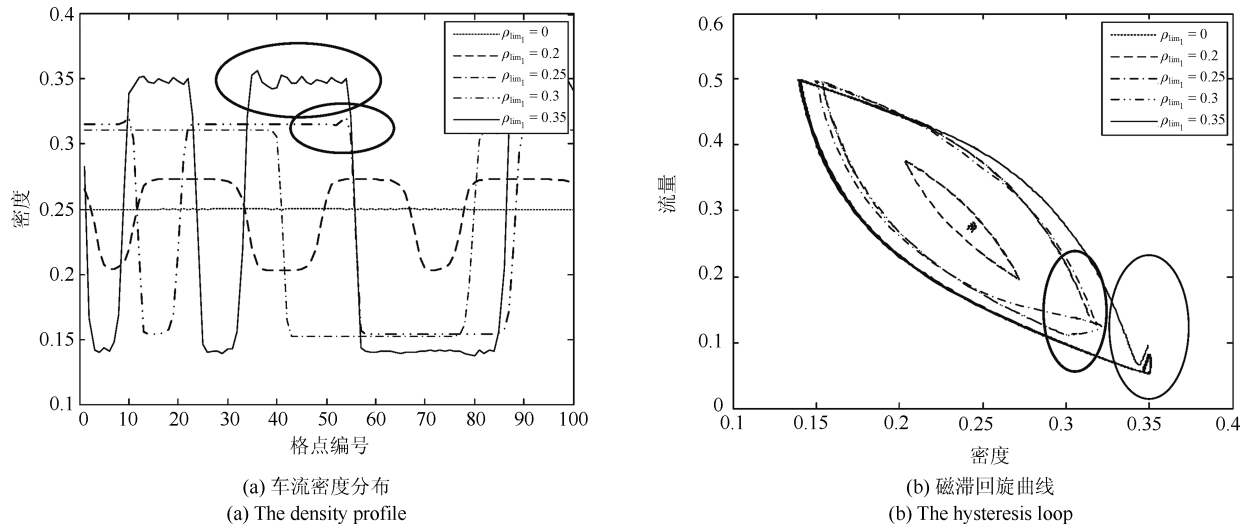 0.4
0.35
0.3
0.25
0.2
0.15
0.1
密度
0
10
20
30
40
50
60
70
80
90
100
格点编号
ρlim₁ = 0
ρlim₁ = 0.2
ρlim₁ = 0.25
ρlim₁ = 0.3
ρlim₁ = 0.35
(a) 车流密度分布
(a) The density profile
0.6
0.5
0.4
0.3
0.2
0.1
0
流量
0.1
0.15
0.2
0.25
0.3
0.35
0.4
密度
ρlim₁ = 0
ρlim₁ = 0.2
ρlim₁ = 0.25
ρlim₁ = 0.3
ρlim₁ = 0.35
(b) 磁滞回旋曲线
(b) The hysteresis loop